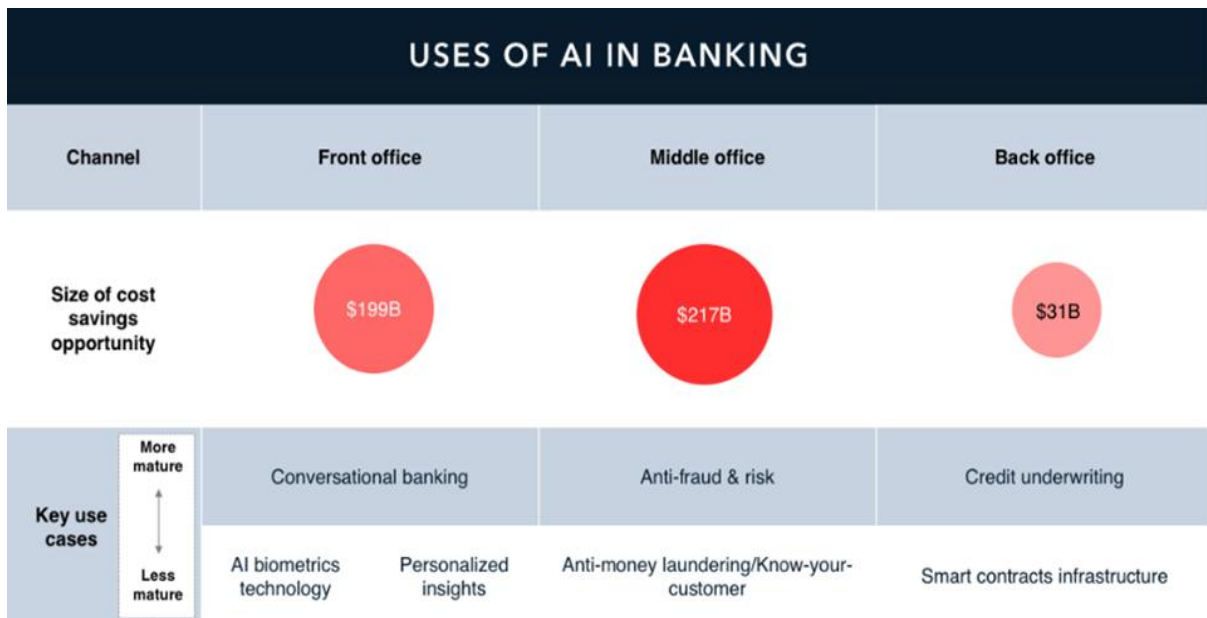 USES OF AI IN BANKING
Channel
Front office
Middle office
Back office
Size of cost
savings
opportunity
$199B
$217B
$31B
Key use
cases
More
mature
Less
mature
Conversational banking
Anti-fraud & risk
Credit underwriting
AI biometrics
technology
Personalized
insights
Anti-money laundering/Know-your-
customer
Smart contracts infrastructure